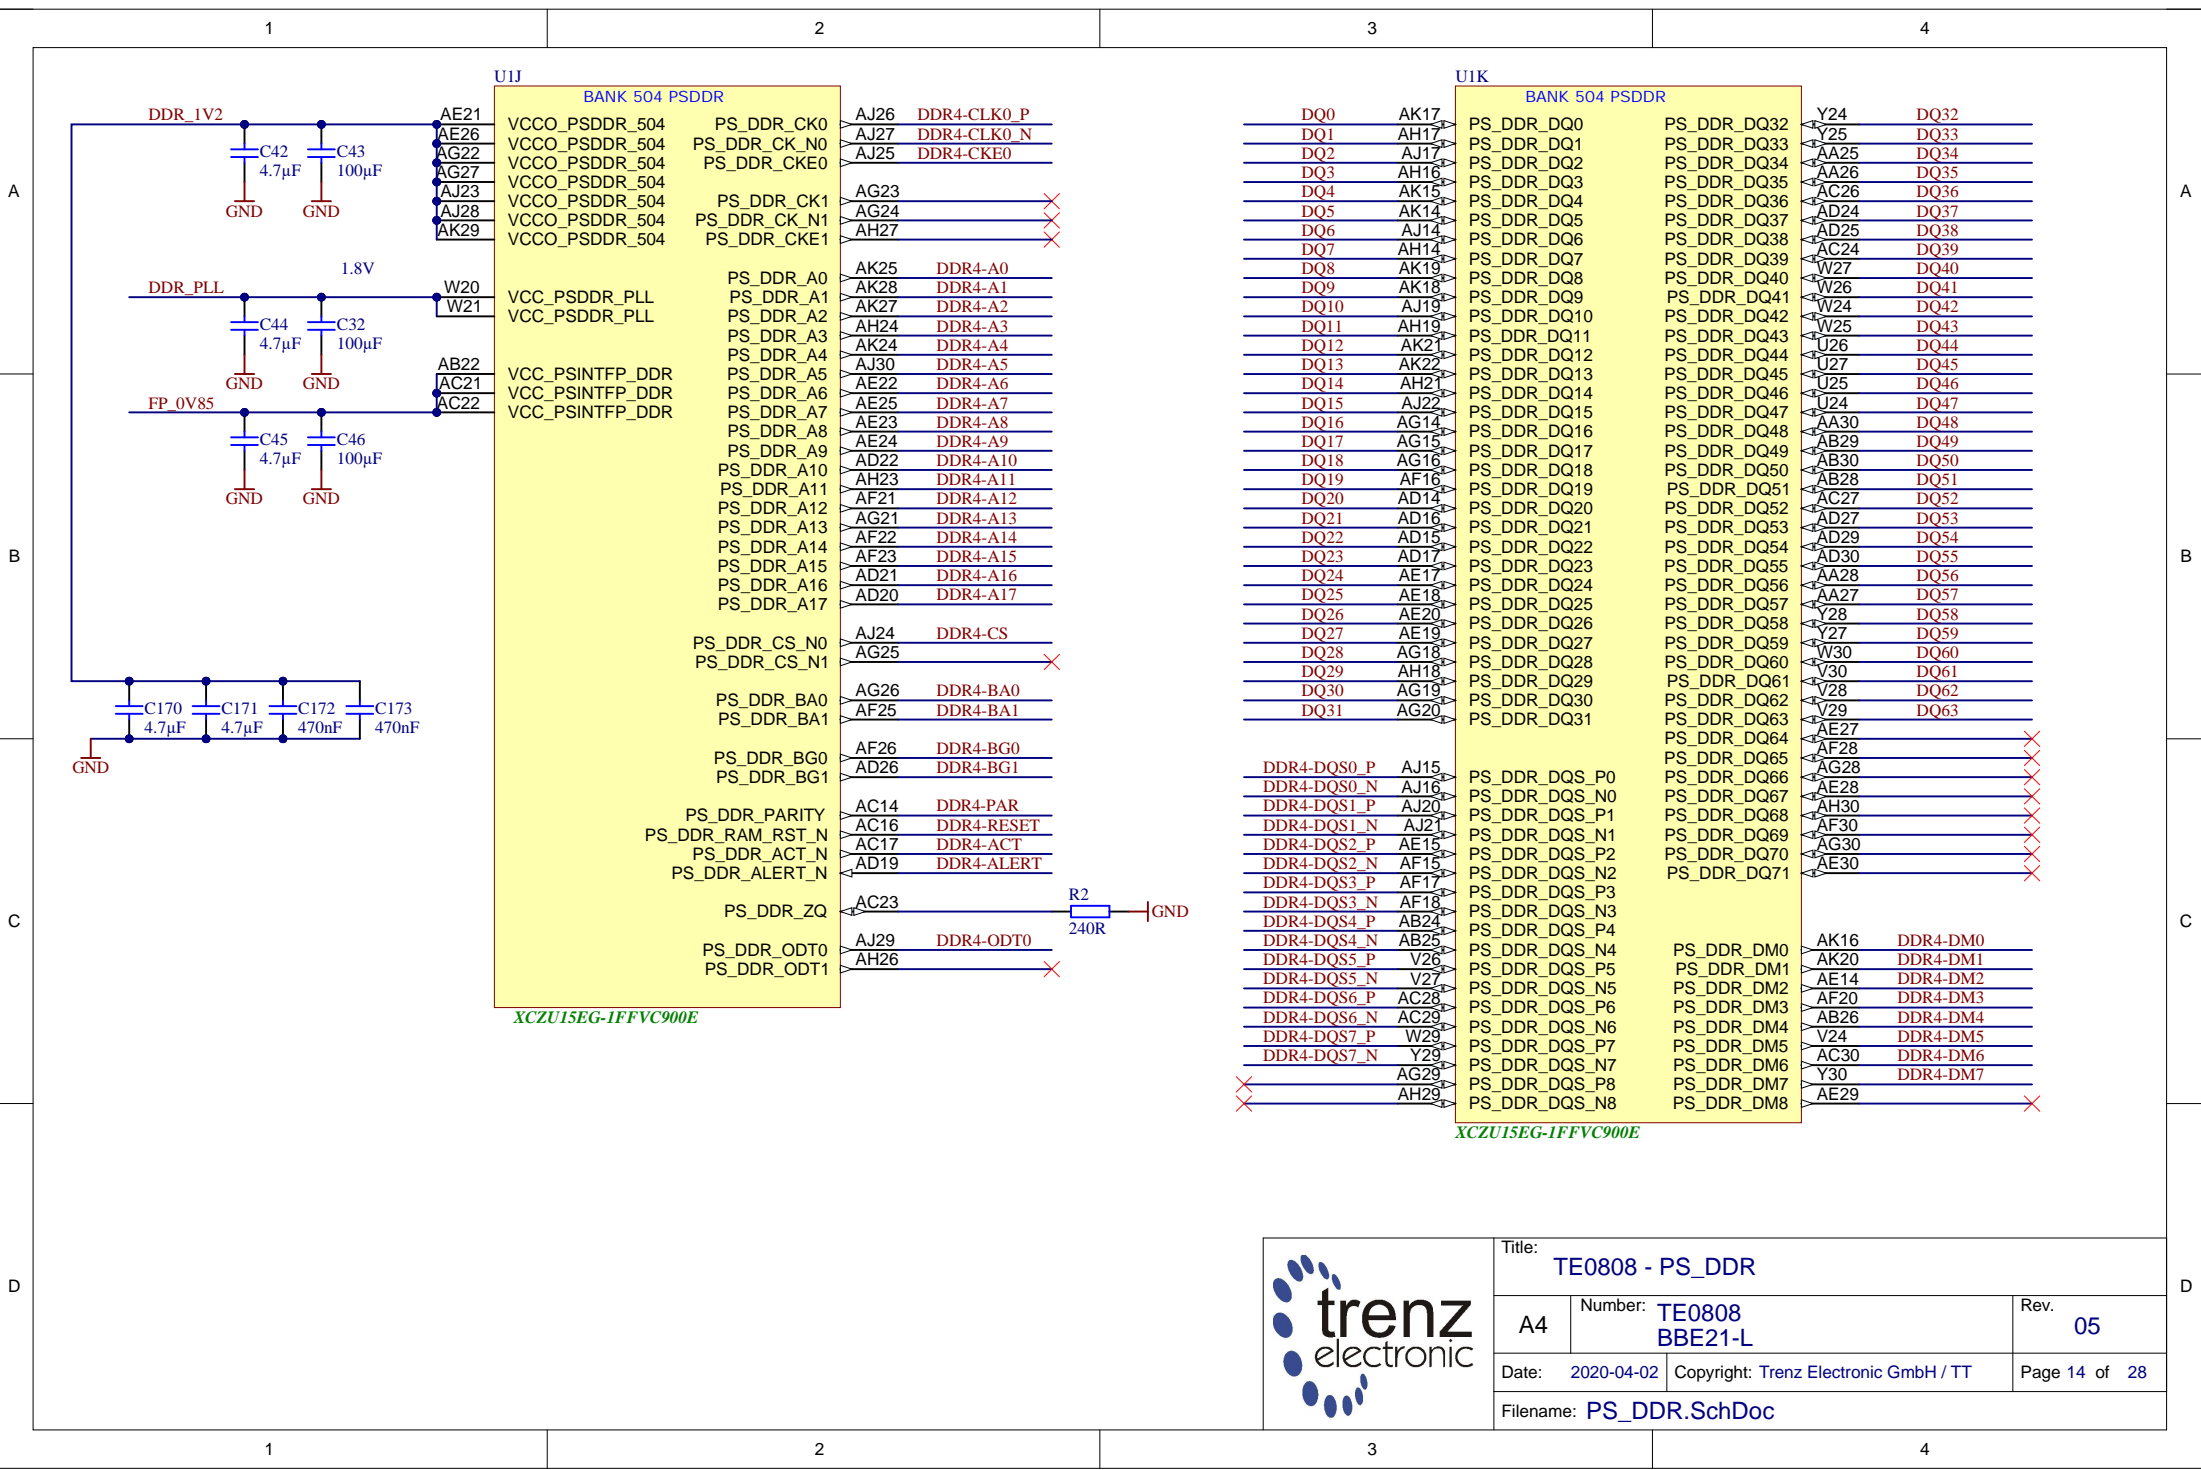 1 2 3 4
A
B
C
D
U1J
BANK 504 PSDDR
DDR_1V2
C42
4.7µF
GND
C43
100µF
GND
AE21 VCCO_PSDDR_504
AE26 VCCO_PSDDR_504
AG22 VCCO_PSDDR_504
AG27 VCCO_PSDDR_504
AJ23 VCCO_PSDDR_504
AJ28 VCCO_PSDDR_504
AK29 VCCO_PSDDR_504
1.8V
DDR_PLL
C44
4.7µF
GND
C32
100µF
GND
W20 VCC_PSDDR_PLL
W21 VCC_PSDDR_PLL
FP_0V85
C45
4.7µF
GND
C46
100µF
GND
AB22 VCC_PSINTFP_DDR
AC21 VCC_PSINTFP_DDR
AC22 VCC_PSINTFP_DDR
C170
4.7µF
C171
4.7µF
C172
470nF
C173
470nF
GND
PS_DDR_CK0 AJ26 DDR4-CLK0_P
PS_DDR_CK_N0 AJ27 DDR4-CLK0_N
PS_DDR_CKE0 AJ25 DDR4-CKE0
PS_DDR_CK1 AG23
PS_DDR_CK_N1 AG24
PS_DDR_CKE1 AH27
PS_DDR_A0 AK25 DDR4-A0
PS_DDR_A1 AK28 DDR4-A1
PS_DDR_A2 AK27 DDR4-A2
PS_DDR_A3 AH24 DDR4-A3
PS_DDR_A4 AK24 DDR4-A4
PS_DDR_A5 AJ30 DDR4-A5
PS_DDR_A6 AE22 DDR4-A6
PS_DDR_A7 AE25 DDR4-A7
PS_DDR_A8 AE23 DDR4-A8
PS_DDR_A9 AE24 DDR4-A9
PS_DDR_A10 AD22 DDR4-A10
PS_DDR_A11 AH23 DDR4-A11
PS_DDR_A12 AF21 DDR4-A12
PS_DDR_A13 AG21 DDR4-A13
PS_DDR_A14 AF22 DDR4-A14
PS_DDR_A15 AF23 DDR4-A15
PS_DDR_A16 AD21 DDR4-A16
PS_DDR_A17 AD20 DDR4-A17
PS_DDR_CS_N0 AJ24 DDR4-CS
PS_DDR_CS_N1 AG25
PS_DDR_BA0 AG26 DDR4-BA0
PS_DDR_BA1 AF25 DDR4-BA1
PS_DDR_BG0 AF26 DDR4-BG0
PS_DDR_BG1 AD26 DDR4-BG1
PS_DDR_PARITY AC14 DDR4-PAR
PS_DDR_RAM_RST_N AC16 DDR4-RESET
PS_DDR_ACT_N AC17 DDR4-ACT
PS_DDR_ALERT_N AD19 DDR4-ALERT
PS_DDR_ZQ AC23 R2 240R GND
PS_DDR_ODT0 AJ29 DDR4-ODT0
PS_DDR_ODT1 AH26
XCZU15EG-1FFVC900E
U1K
BANK 504 PSDDR
DQ0 AK17 PS_DDR_DQ0
DQ1 AH17 PS_DDR_DQ1
DQ2 AJ17 PS_DDR_DQ2
DQ3 AH16 PS_DDR_DQ3
DQ4 AK15 PS_DDR_DQ4
DQ5 AK14 PS_DDR_DQ5
DQ6 AJ14 PS_DDR_DQ6
DQ7 AH14 PS_DDR_DQ7
DQ8 AK19 PS_DDR_DQ8
DQ9 AK18 PS_DDR_DQ9
DQ10 AJ19 PS_DDR_DQ10
DQ11 AH19 PS_DDR_DQ11
DQ12 AK21 PS_DDR_DQ12
DQ13 AK22 PS_DDR_DQ13
DQ14 AH21 PS_DDR_DQ14
DQ15 AJ22 PS_DDR_DQ15
DQ16 AG14 PS_DDR_DQ16
DQ17 AG15 PS_DDR_DQ17
DQ18 AG16 PS_DDR_DQ18
DQ19 AF16 PS_DDR_DQ19
DQ20 AD14 PS_DDR_DQ20
DQ21 AD16 PS_DDR_DQ21
DQ22 AD15 PS_DDR_DQ22
DQ23 AD17 PS_DDR_DQ23
DQ24 AE17 PS_DDR_DQ24
DQ25 AE18 PS_DDR_DQ25
DQ26 AE20 PS_DDR_DQ26
DQ27 AE19 PS_DDR_DQ27
DQ28 AG18 PS_DDR_DQ28
DQ29 AH18 PS_DDR_DQ29
DQ30 AG19 PS_DDR_DQ30
DQ31 AG20 PS_DDR_DQ31
DDR4-DQS0_P AJ15 PS_DDR_DQS_P0
DDR4-DQS0_N AJ16 PS_DDR_DQS_N0
DDR4-DQS1_P AJ20 PS_DDR_DQS_P1
DDR4-DQS1_N AJ21 PS_DDR_DQS_N1
DDR4-DQS2_P AE15 PS_DDR_DQS_P2
DDR4-DQS2_N AF15 PS_DDR_DQS_N2
DDR4-DQS3_P AF17 PS_DDR_DQS_P3
DDR4-DQS3_N AF18 PS_DDR_DQS_N3
DDR4-DQS4_P AB24 PS_DDR_DQS_P4
DDR4-DQS4_N AB25 PS_DDR_DQS_N4
DDR4-DQS5_P V26 PS_DDR_DQS_P5
DDR4-DQS5_N V27 PS_DDR_DQS_N5
DDR4-DQS6_P AC28 PS_DDR_DQS_P6
DDR4-DQS6_N AC29 PS_DDR_DQS_N6
DDR4-DQS7_P W29 PS_DDR_DQS_P7
DDR4-DQS7_N Y29 PS_DDR_DQS_N7
AG29 PS_DDR_DQS_P8
AH29 PS_DDR_DQS_N8
PS_DDR_DQ32 Y24 DQ32
PS_DDR_DQ33 Y25 DQ33
PS_DDR_DQ34 AA25 DQ34
PS_DDR_DQ35 AA26 DQ35
PS_DDR_DQ36 AC26 DQ36
PS_DDR_DQ37 AD24 DQ37
PS_DDR_DQ38 AD25 DQ38
PS_DDR_DQ39 AC24 DQ39
PS_DDR_DQ40 W27 DQ40
PS_DDR_DQ41 W26 DQ41
PS_DDR_DQ42 W24 DQ42
PS_DDR_DQ43 W25 DQ43
PS_DDR_DQ44 U26 DQ44
PS_DDR_DQ45 U27 DQ45
PS_DDR_DQ46 U25 DQ46
PS_DDR_DQ47 U24 DQ47
PS_DDR_DQ48 AA30 DQ48
PS_DDR_DQ49 AB29 DQ49
PS_DDR_DQ50 AB30 DQ50
PS_DDR_DQ51 AB28 DQ51
PS_DDR_DQ52 AC27 DQ52
PS_DDR_DQ53 AD27 DQ53
PS_DDR_DQ54 AD29 DQ54
PS_DDR_DQ55 AD30 DQ55
PS_DDR_DQ56 AA28 DQ56
PS_DDR_DQ57 AA27 DQ57
PS_DDR_DQ58 Y28 DQ58
PS_DDR_DQ59 Y27 DQ59
PS_DDR_DQ60 W30 DQ60
PS_DDR_DQ61 V30 DQ61
PS_DDR_DQ62 V28 DQ62
PS_DDR_DQ63 V29 DQ63
PS_DDR_DQ64 AE27
PS_DDR_DQ65 AF28
PS_DDR_DQ66 AG28
PS_DDR_DQ67 AE28
PS_DDR_DQ68 AH30
PS_DDR_DQ69 AF30
PS_DDR_DQ70 AG30
PS_DDR_DQ71 AE30
PS_DDR_DM0 AK16 DDR4-DM0
PS_DDR_DM1 AK20 DDR4-DM1
PS_DDR_DM2 AE14 DDR4-DM2
PS_DDR_DM3 AF20 DDR4-DM3
PS_DDR_DM4 AB26 DDR4-DM4
PS_DDR_DM5 V24 DDR4-DM5
PS_DDR_DM6 AC30 DDR4-DM6
PS_DDR_DM7 Y30 DDR4-DM7
PS_DDR_DM8 AE29
XCZU15EG-1FFVC900E
A
B
C
D
trenz
electronic
Title:
TE0808 - PS_DDR
A4
Number: TE0808
BBE21-L
Rev.
05
Date: 2020-04-02
Copyright: Trenz Electronic GmbH / TT
Page 14 of 28
Filename: PS_DDR.SchDoc
1 2 3 4